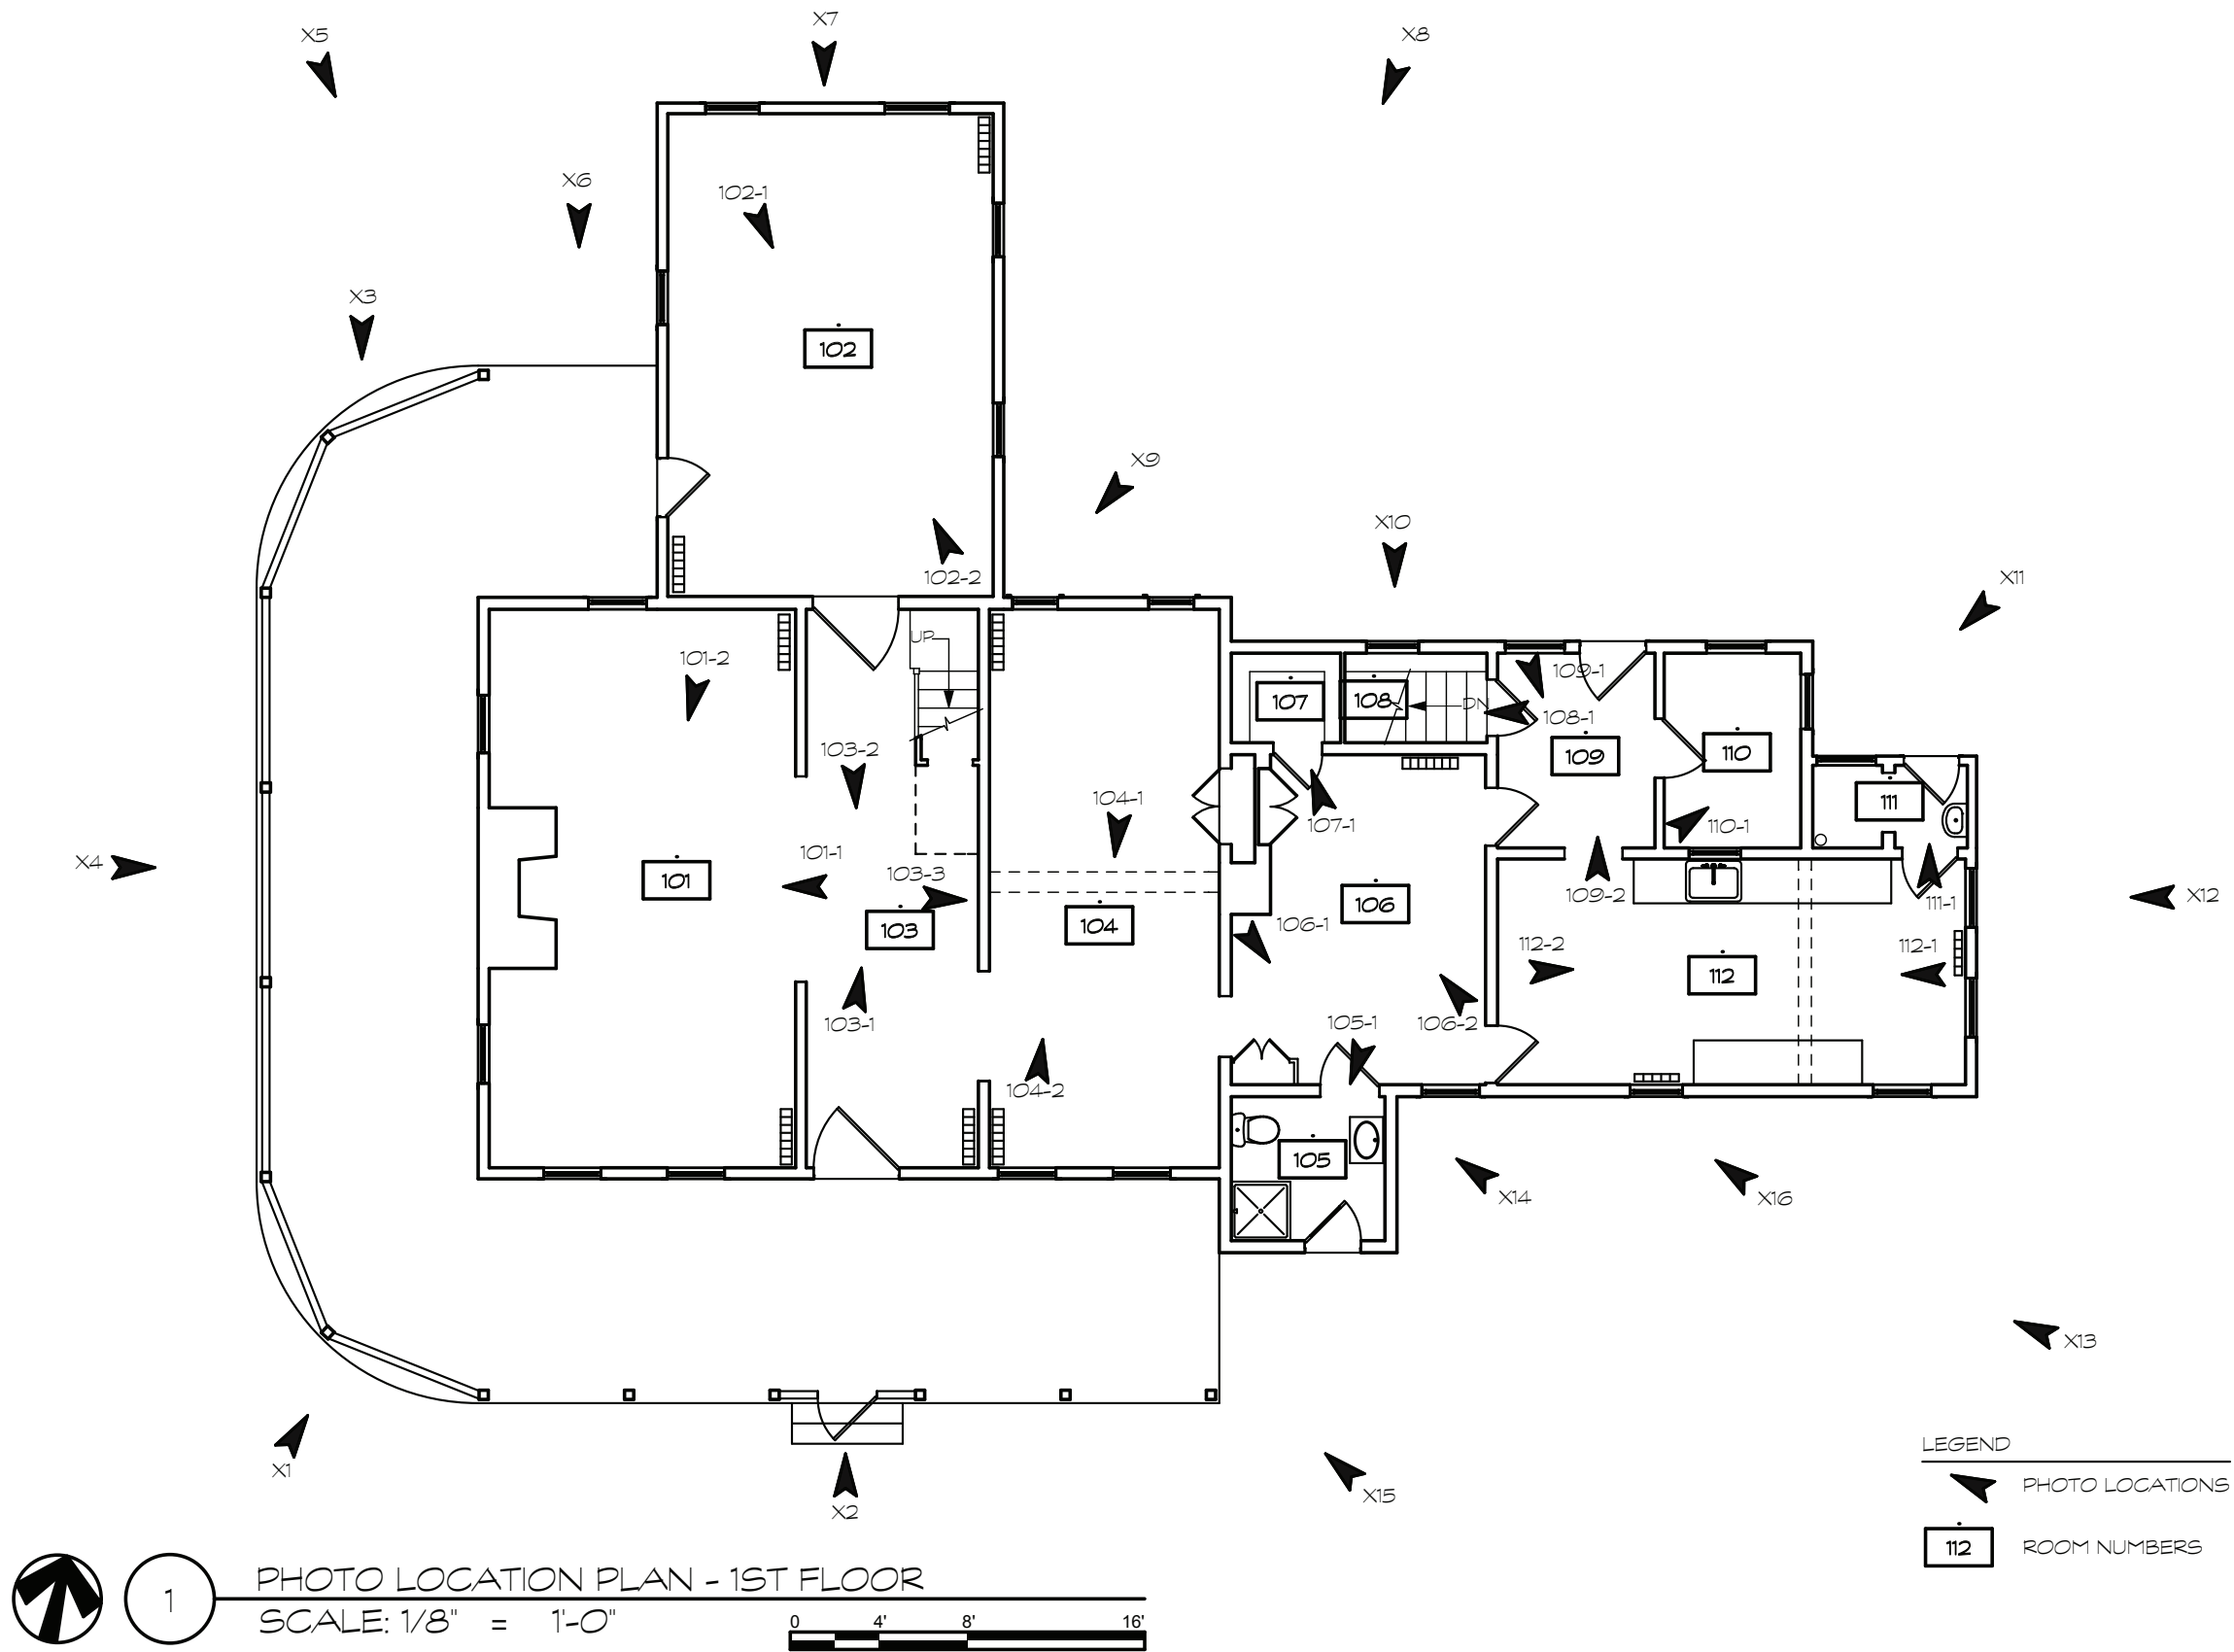 X7
X5
X8
X6
102-1
X3
102
X9
X10
102-2
X11
UP
101-2
109-1
107
108
DN
108-1
103-2
109
110
104-1
111
107-1
110-1
101-1
X4
103-3
101
106
109-2
111-1
X12
103
104
106-1
112-2
112-1
112
103-1
105-1
106-2
104-2
105
X14
X16
X13
LEGEND
X1
PHOTO LOCATIONS
X15
X2
112
ROOM NUMBERS
1
PHOTO LOCATION PLAN - 1ST FLOOR
SCALE: 1/8" = 1'-0"
0 4' 8' 16'